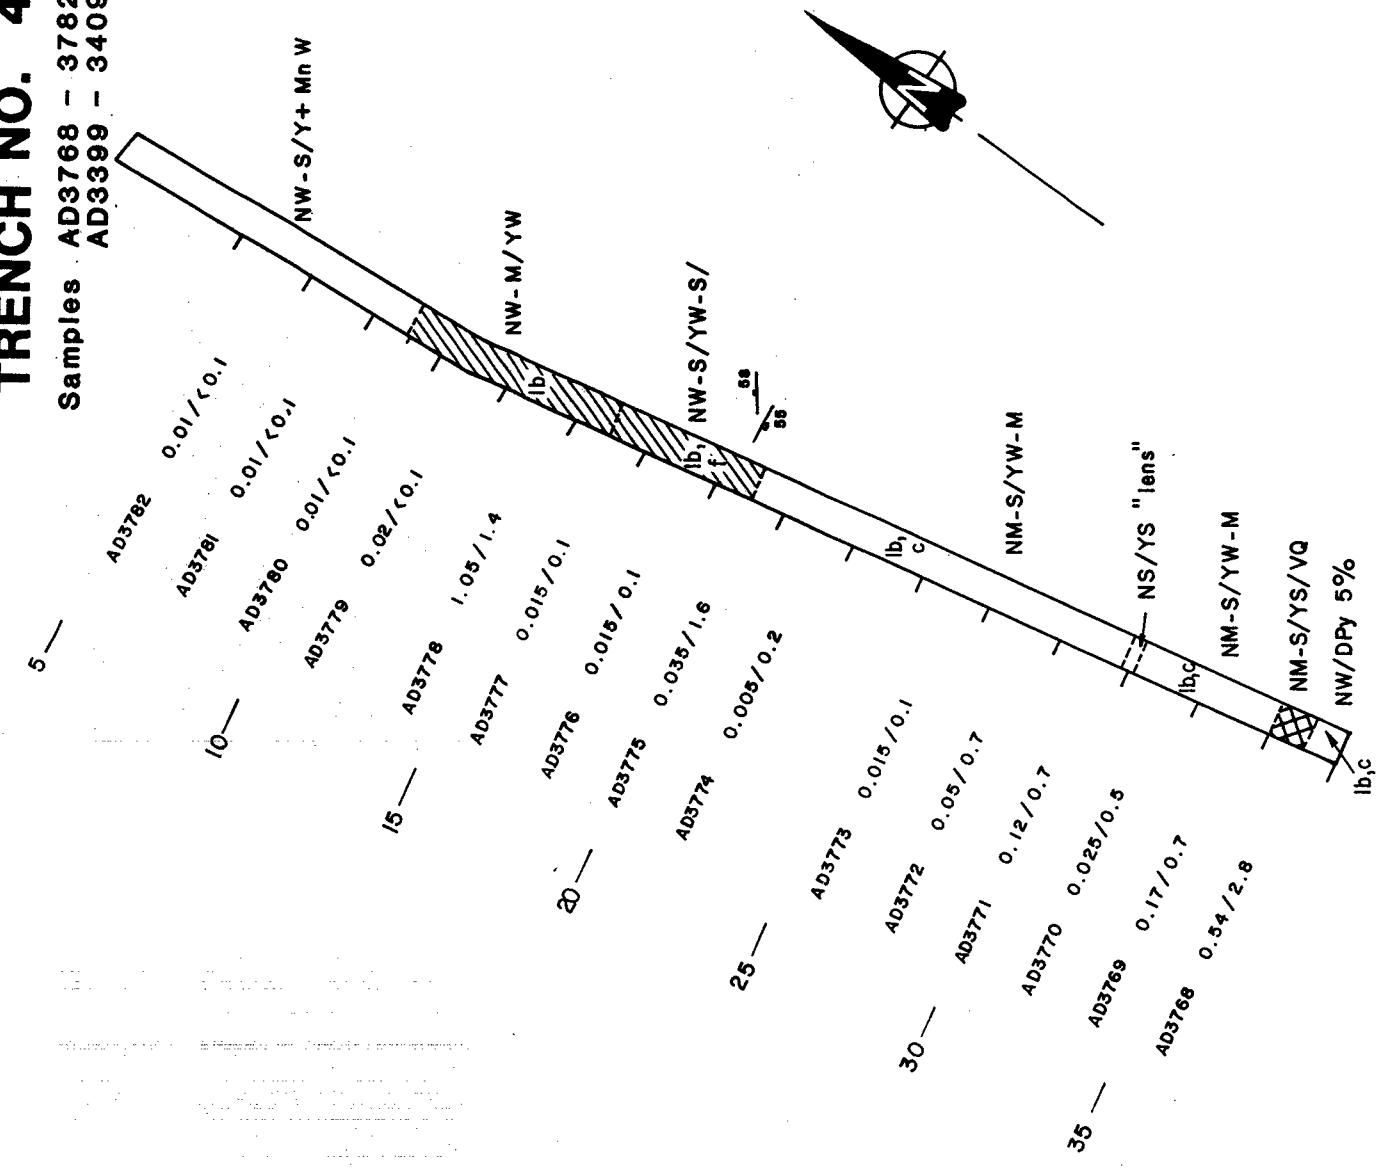 TRENCH NO. 4
Samples AD3768 – 3782
AD3399 – 3409
NW-S/Y+ Mn W
NW-M/YW
NW-S/YW-S/
58
55
NM-S/YW-M
NS/YS "lens"
NM-S/YW-M
NM-S/YS/VQ
NW/DPy 5%
N
lb
lb, f
lb, c
lb,c
lb,c
AD3782 0.01/<0.1
AD3781 0.01/<0.1
AD3780 0.01/<0.1
AD3779 0.02/<0.1
AD3778 1.05/1.4
AD3777 0.015/0.1
AD3776 0.015/0.1
AD3775 0.035/1.6
AD3774 0.005/0.2
AD3773 0.015/0.1
AD3772 0.05/0.7
AD3771 0.12/0.7
AD3770 0.025/0.5
AD3769 0.17/0.7
AD3768 0.54/2.8
5
10
15
20
25
30
35